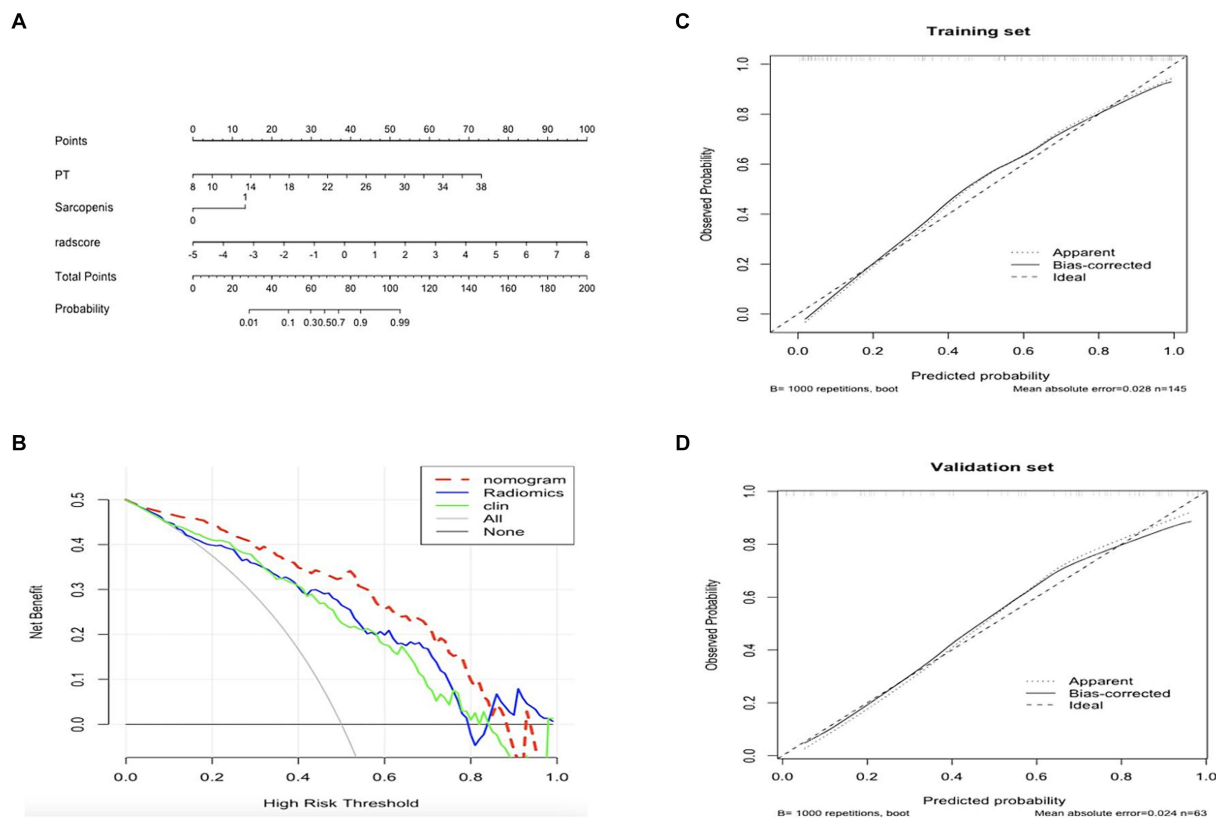 A
Points
0 10 20 30 40 50 60 70 80 90 100
PT
8 10 14 18 22 26 30 34 38
Sarcopenis
1
0
radscore
-5 -4 -3 -2 -1 0 1 2 3 4 5 6 7 8
Total Points
0 20 40 60 80 100 120 140 160 180 200
Probability
0.01 0.1 0.30.50.7 0.9 0.99
B
nomogram
Radiomics
clin
All
None
Net Benefit
0.5
0.4
0.3
0.2
0.1
0.0
0.0 0.2 0.4 0.6 0.8 1.0
High Risk Threshold
C
Training set
Observed Probability
1.0
0.8
0.6
0.4
0.2
0.0
Apparent
Bias-corrected
Ideal
0.0 0.2 0.4 0.6 0.8 1.0
Predicted probability
B= 1000 repetitions, boot
Mean absolute error=0.028 n=145
D
Validation set
Observed Probability
1.0
0.8
0.6
0.4
0.2
0.0
Apparent
Bias-corrected
Ideal
0.0 0.2 0.4 0.6 0.8 1.0
Predicted probability
B= 1000 repetitions, boot
Mean absolute error=0.024 n=63